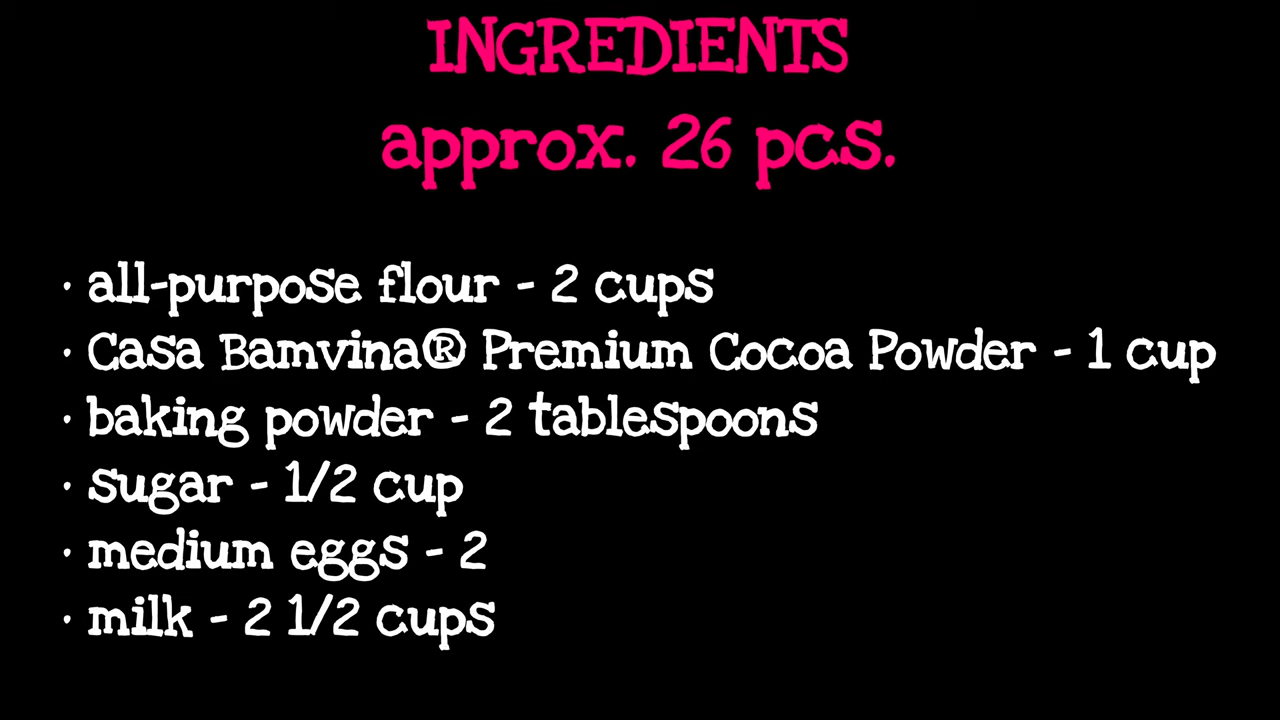 INGREDIENTS
approx. 26 pcs.
· all-purpose flour - 2 cups
· Casa Bamvina® Premium Cocoa Powder - 1 cup
· baking powder - 2 tablespoons
· sugar - 1/2 cup
· medium eggs - 2
· milk - 2 1/2 cups